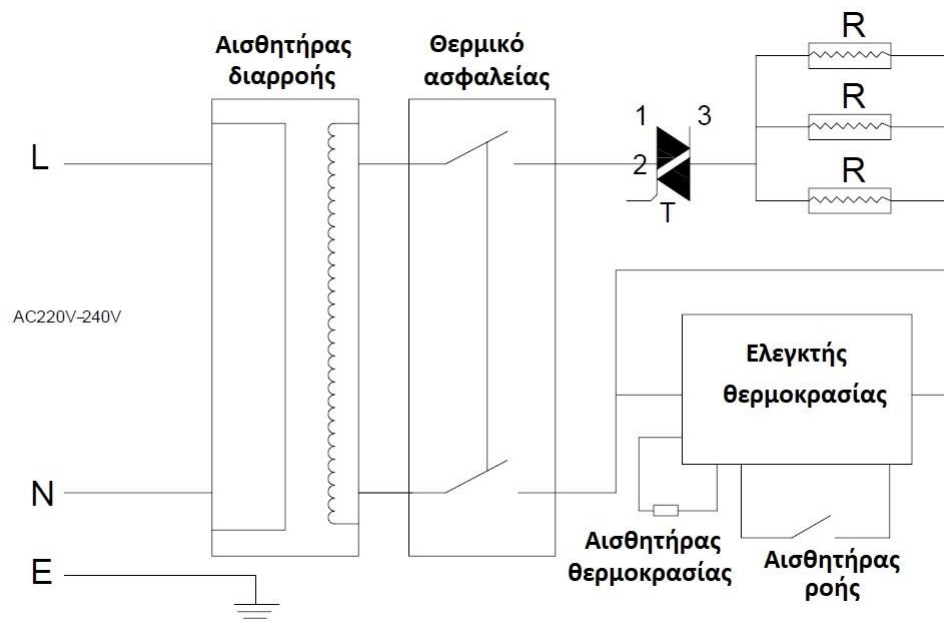 Αισθητήρας
διαρροής
Θερμικό
ασφαλείας
R
R
R
1
3
2
T
L
AC220V-240V
N
E
Ελεγκτής
θερμοκρασίας
Αισθητήρας
θερμοκρασίας
Αισθητήρας
ροής